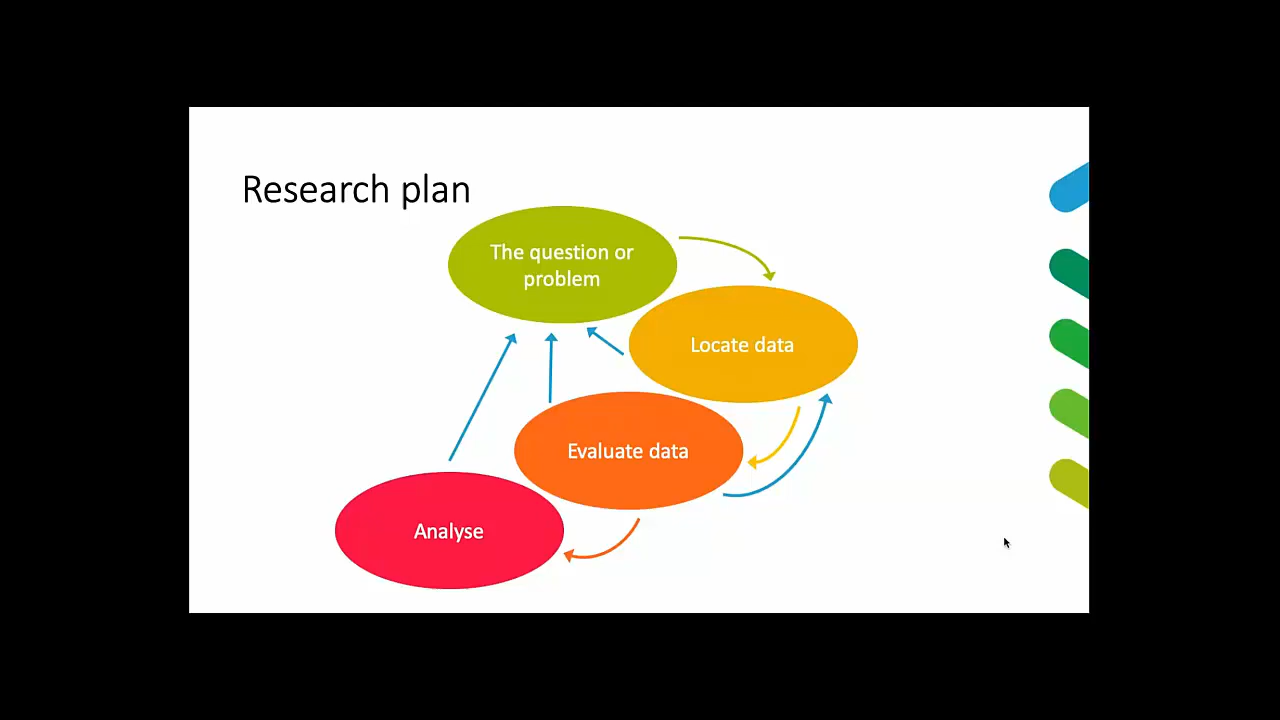 Research plan
The question or
problem
Locate data
Evaluate data
Analyse